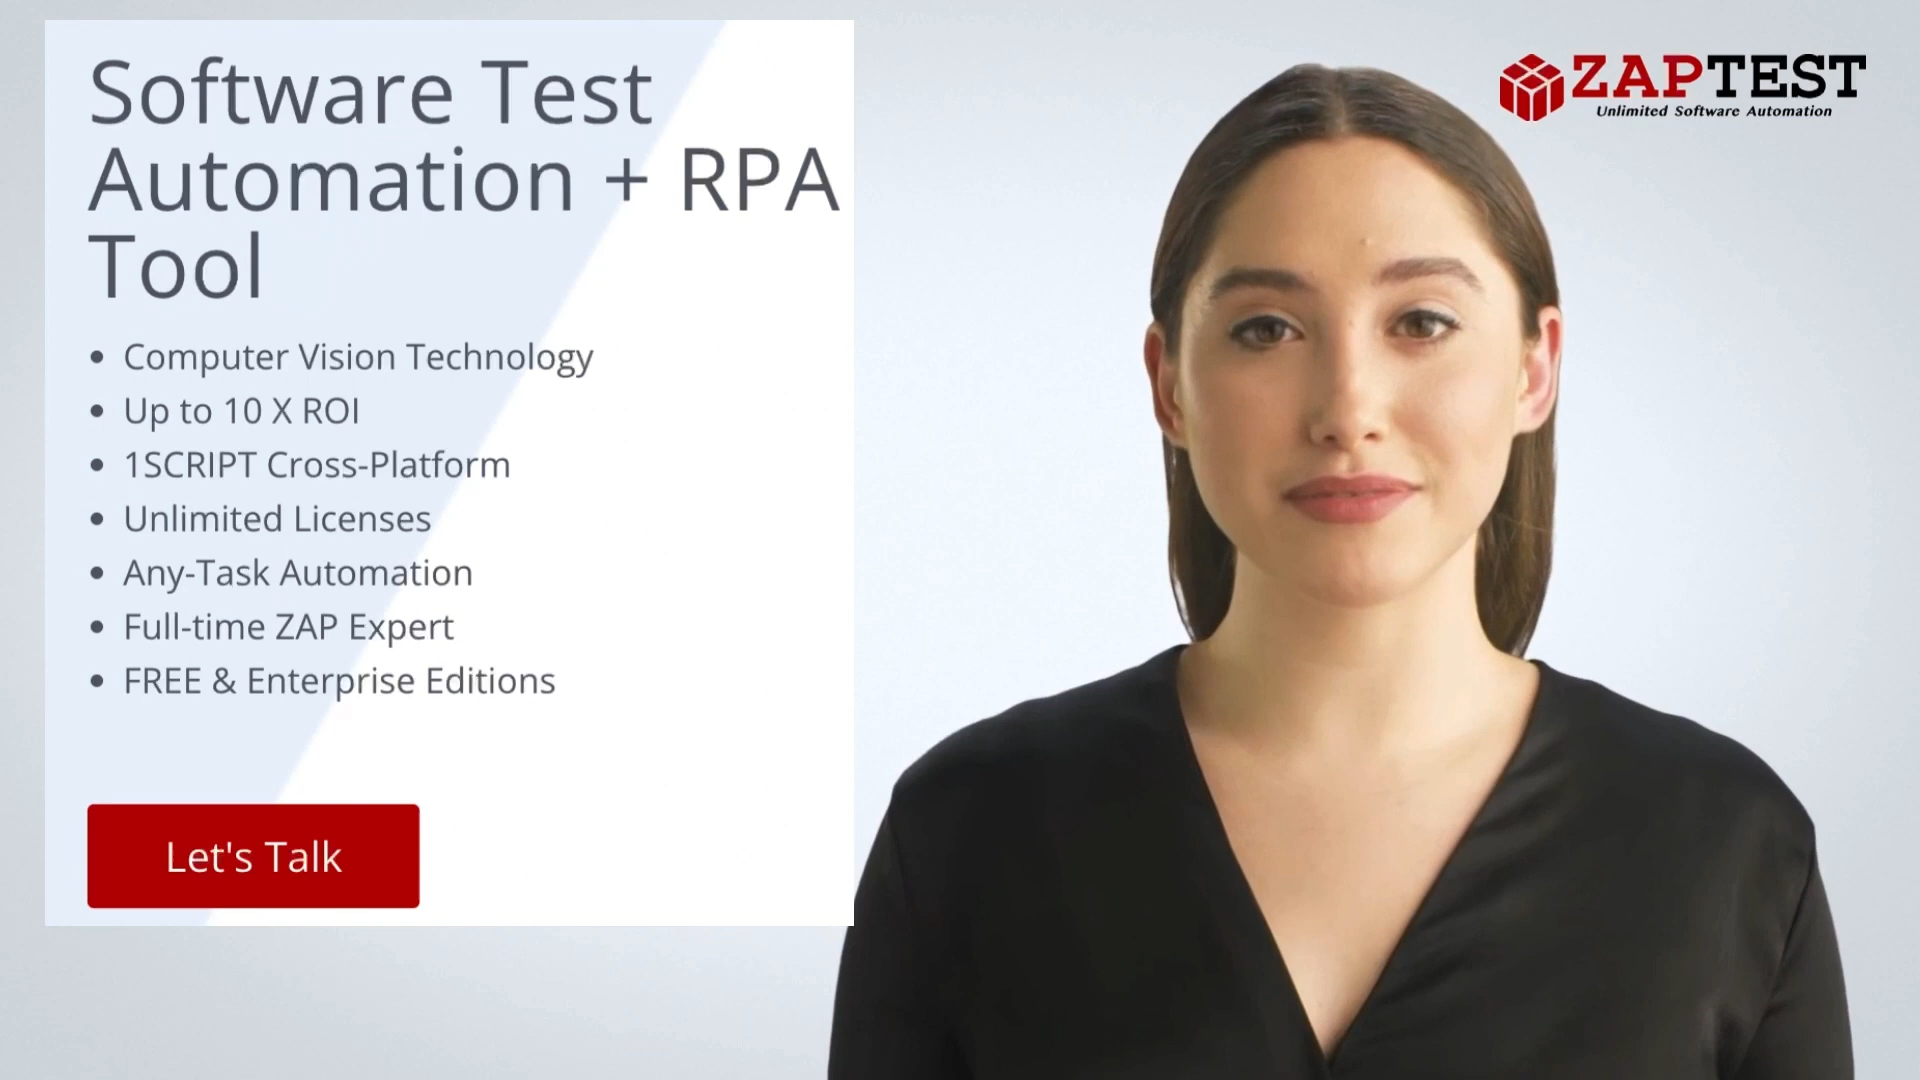 Software Test
Automation + RPA
Tool
• Computer Vision Technology
• Up to 10 X ROI
• 1SCRIPT Cross-Platform
• Unlimited Licenses
• Any-Task Automation
• Full-time ZAP Expert
• FREE & Enterprise Editions
Let's Talk
ZAPTEST
Unlimited Software Automation